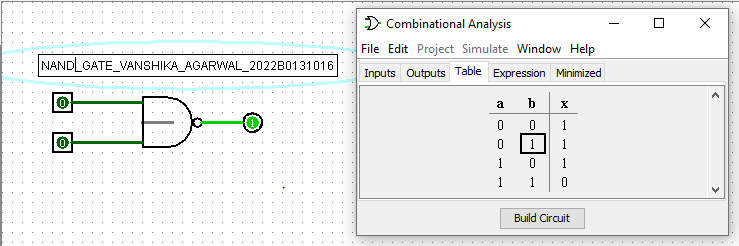 NAND_GATE_VANSHIKA_AGARWAL_2022B0131016
0
0
1
Combinational Analysis
File Edit Project Simulate Window Help
Inputs Outputs Table Expression Minimized
a b x
0 0 1
0 1 1
1 0 1
1 1 0
Build Circuit